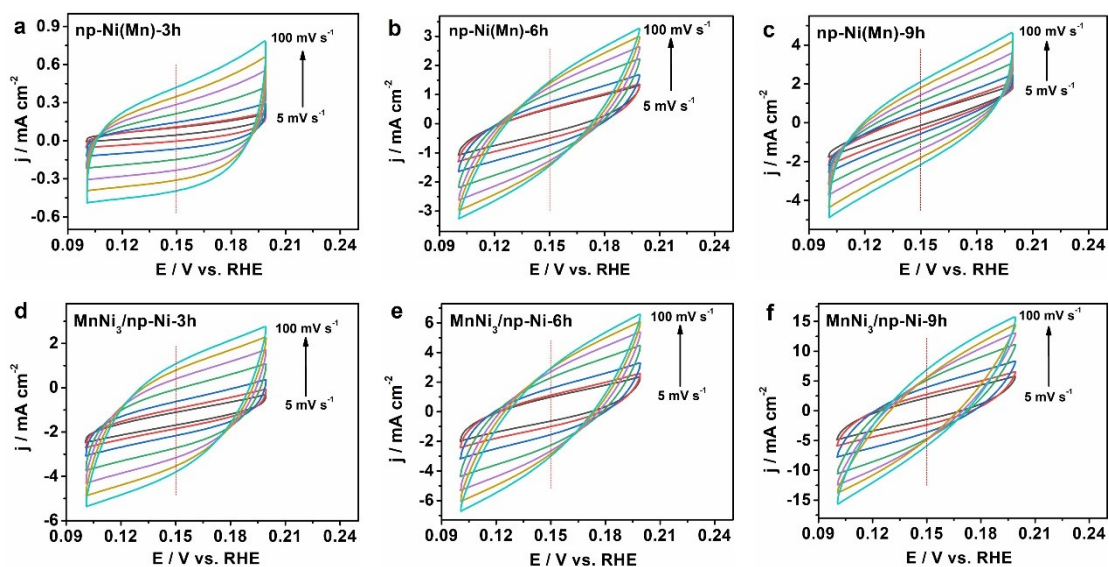 a
np-Ni(Mn)-3h
100 mV s⁻¹
5 mV s⁻¹
j / mA cm⁻²
0.9
0.6
0.3
0.0
-0.3
-0.6
0.09 0.12 0.15 0.18 0.21 0.24
E / V vs. RHE
b
np-Ni(Mn)-6h
100 mV s⁻¹
5 mV s⁻¹
j / mA cm⁻²
3
2
1
0
-1
-2
-3
0.09 0.12 0.15 0.18 0.21 0.24
E / V vs. RHE
c
np-Ni(Mn)-9h
100 mV s⁻¹
5 mV s⁻¹
j / mA cm⁻²
4
2
0
-2
-4
0.09 0.12 0.15 0.18 0.21 0.24
E / V vs. RHE
d
MnNi₃/np-Ni-3h
100 mV s⁻¹
5 mV s⁻¹
j / mA cm⁻²
2
0
-2
-4
-6
0.09 0.12 0.15 0.18 0.21 0.24
E / V vs. RHE
e
MnNi₃/np-Ni-6h
100 mV s⁻¹
5 mV s⁻¹
j / mA cm⁻²
6
4
2
0
-2
-4
-6
0.09 0.12 0.15 0.18 0.21 0.24
E / V vs. RHE
f
MnNi₃/np-Ni-9h
100 mV s⁻¹
5 mV s⁻¹
j / mA cm⁻²
15
10
5
0
-5
-10
-15
0.09 0.12 0.15 0.18 0.21 0.24
E / V vs. RHE